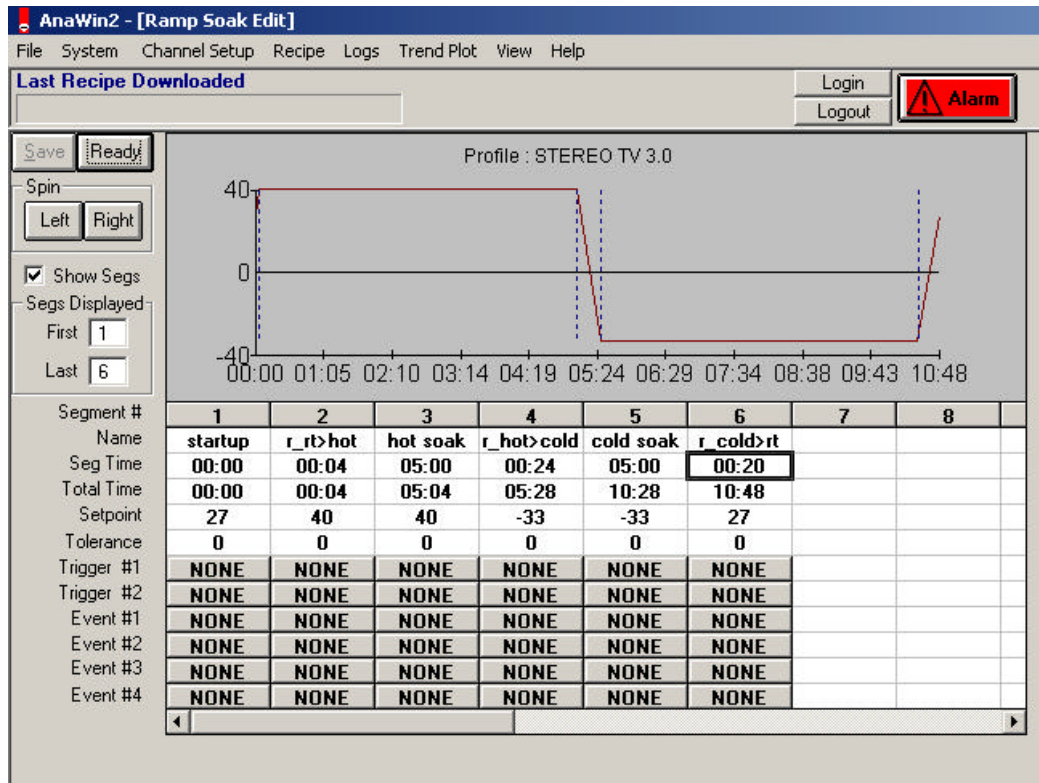 AnaWin2 - [Ramp Soak Edit]
File System Channel Setup Recipe Logs Trend Plot View Help
Last Recipe Downloaded
Login
Logout
Alarm
Save Ready
Spin
Left Right
Show Segs
Segs Displayed
First 1
Last 6
Profile : STEREO TV 3.0
40
0
-40
00:00 01:05 02:10 03:14 04:19 05:24 06:29 07:34 08:38 09:43 10:48
Segment # 1 2 3 4 5 6 7 8
Name startup r_rt>hot hot soak r_hot>cold cold soak r_cold>rt
Seg Time 00:00 00:04 05:00 00:24 05:00 00:20
Total Time 00:00 00:04 05:04 05:28 10:28 10:48
Setpoint 27 40 40 -33 -33 27
Tolerance 0 0 0 0 0 0
Trigger #1 NONE NONE NONE NONE NONE NONE
Trigger #2 NONE NONE NONE NONE NONE NONE
Event #1 NONE NONE NONE NONE NONE NONE
Event #2 NONE NONE NONE NONE NONE NONE
Event #3 NONE NONE NONE NONE NONE NONE
Event #4 NONE NONE NONE NONE NONE NONE